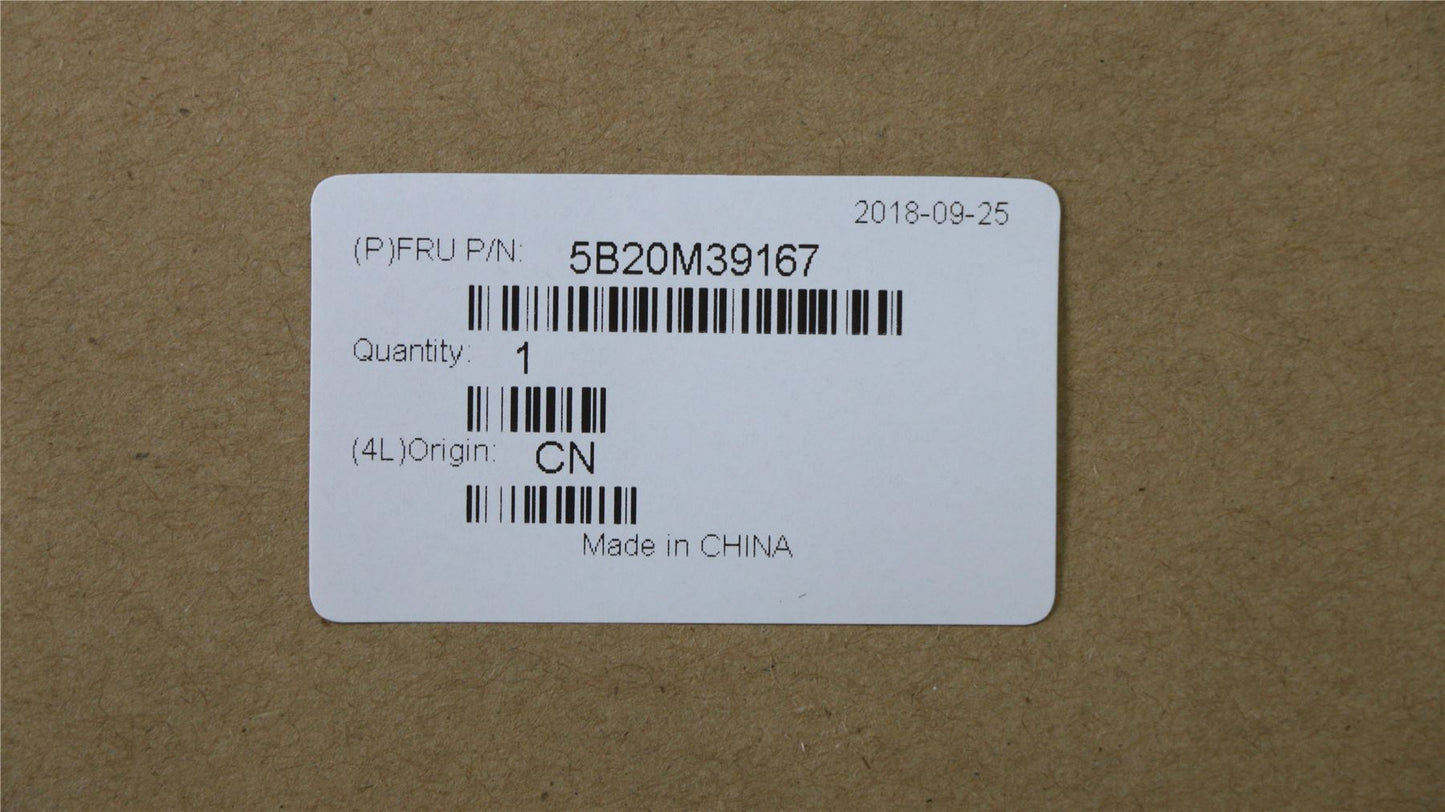 2018-09-25
(P)FRU P/N: 5B20M39167
Quantity: 1
(4L)Origin: CN
Made in CHINA